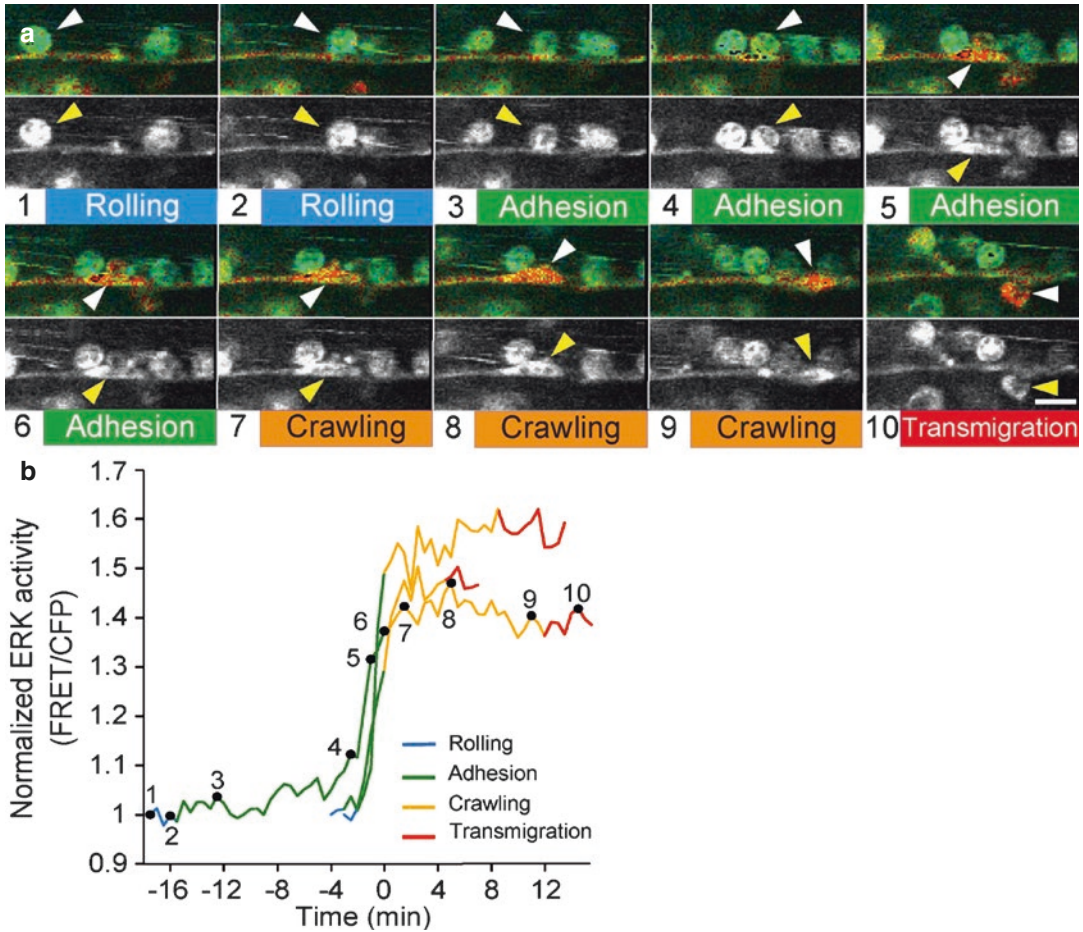 a
1 Rolling
2 Rolling
3 Adhesion
4 Adhesion
5 Adhesion
6 Adhesion
7 Crawling
8 Crawling
9 Crawling
10 Transmigration
b
Normalized ERK activity
(FRET/CFP)
1.7
1.6
1.5
1.4
1.3
1.2
1.1
1
0.9
1
2
3
4
5
6
7
8
9
10
Rolling
Adhesion
Crawling
Transmigration
-16 -12 -8 -4 0 4 8 12
Time (min)